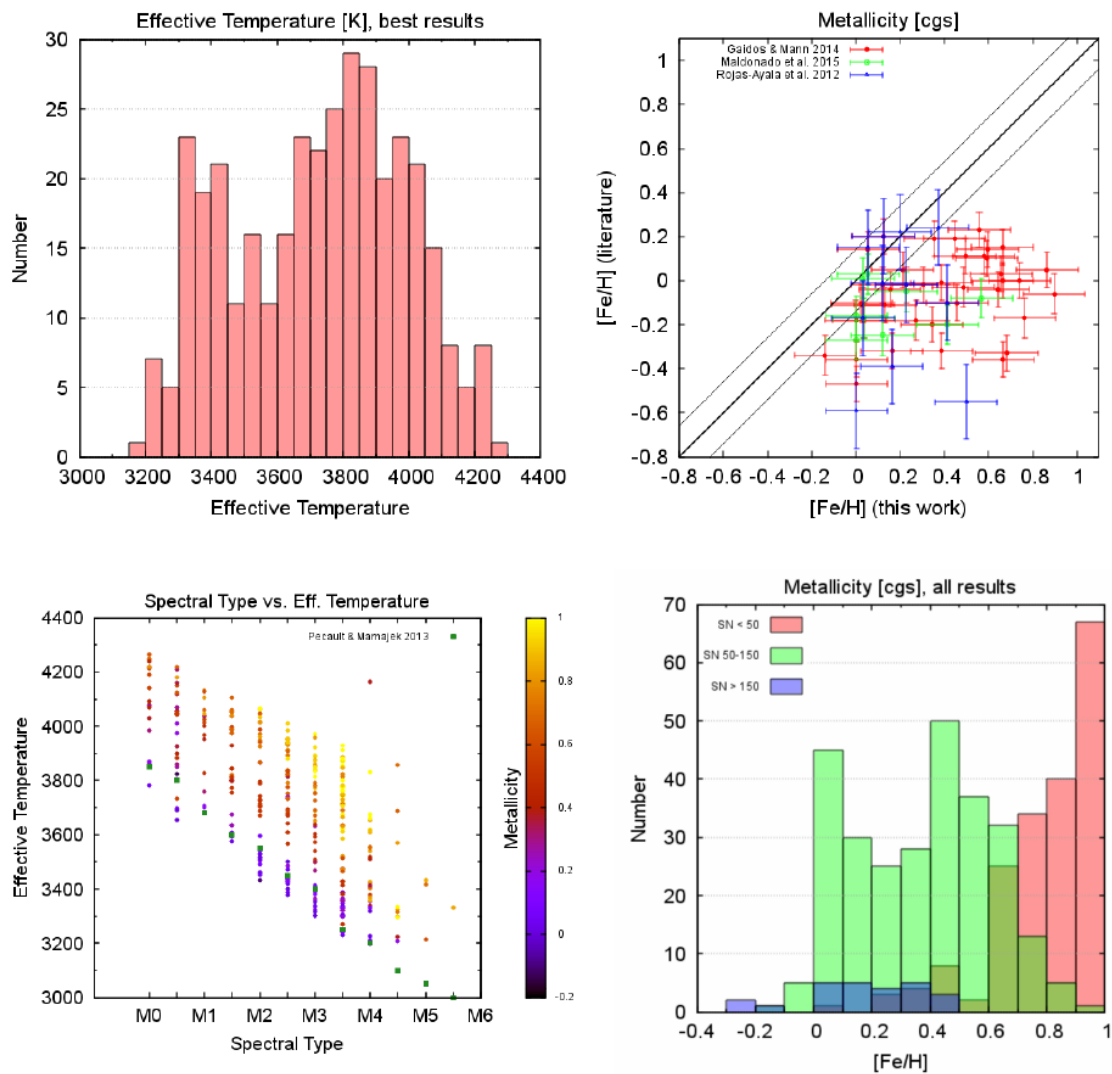 Effective Temperature [K], best results
30
25
20
15
10
5
0
Number
3000 3200 3400 3600 3800 4000 4200 4400
Effective Temperature
Metallicity [cgs]
Gaidos & Mann 2014
Maldonado et al. 2015
Rojas-Ayala et al. 2012
1
0.8
0.6
0.4
0.2
0
-0.2
-0.4
-0.6
-0.8
[Fe/H] (literature)
-0.8 -0.6 -0.4 -0.2 0 0.2 0.4 0.6 0.8 1
[Fe/H] (this work)
Spectral Type vs. Eff. Temperature
Pecault & Mamajek 2013
4400
4200
4000
3800
3600
3400
3200
3000
Effective Temperature
M0 M1 M2 M3 M4 M5 M6
Spectral Type
Metallicity
1
0.8
0.6
0.4
0.2
0
-0.2
Metallicity [cgs], all results
SN < 50
SN 50-150
SN > 150
70
60
50
40
30
20
10
0
Number
-0.4 -0.2 0 0.2 0.4 0.6 0.8 1
[Fe/H]